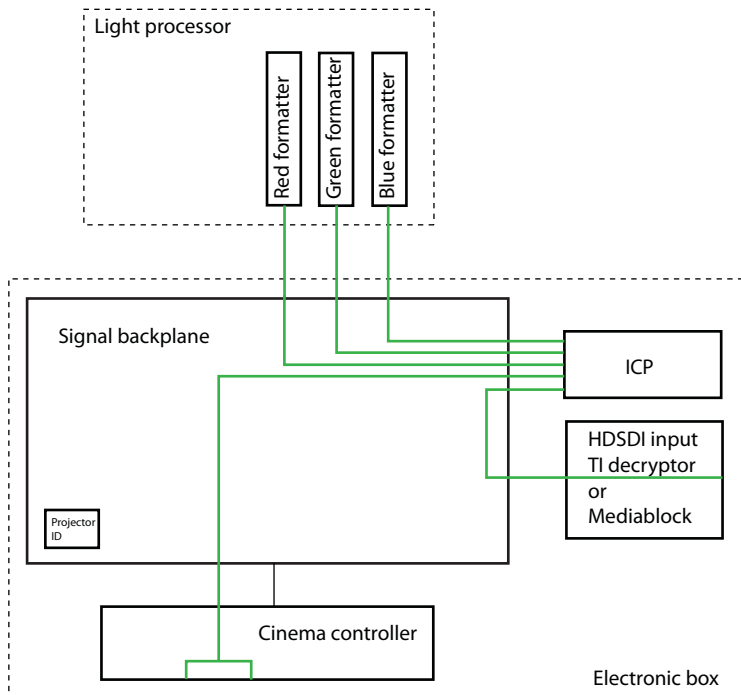 Light processor
Red formatter
Green formatter
Blue formatter
Signal backplane
ICP
HDSDI input
TI decryptor
or
Mediablock
Projector
ID
Cinema controller
Electronic box